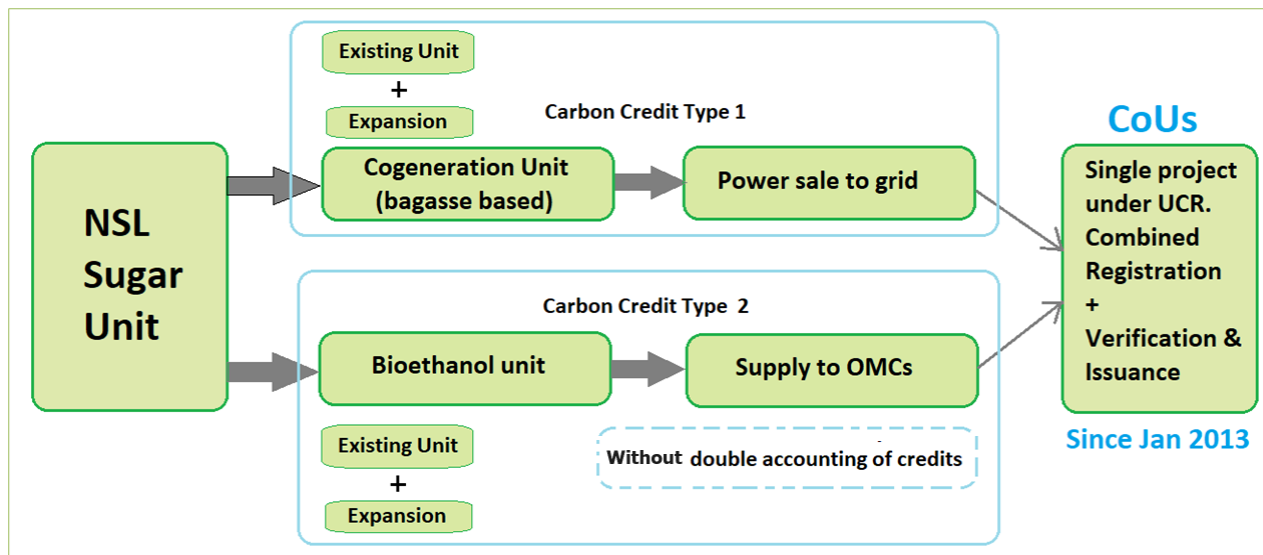 NSL
Sugar
Unit
Existing Unit
+
Expansion
Carbon Credit Type 1
Cogeneration Unit
(bagasse based)
Power sale to grid
Carbon Credit Type 2
Bioethanol unit
Supply to OMCs
Existing Unit
+
Expansion
Without double accounting of credits
CoUs
Single project
under UCR.
Combined
Registration
+
Verification &
Issuance
Since Jan 2013